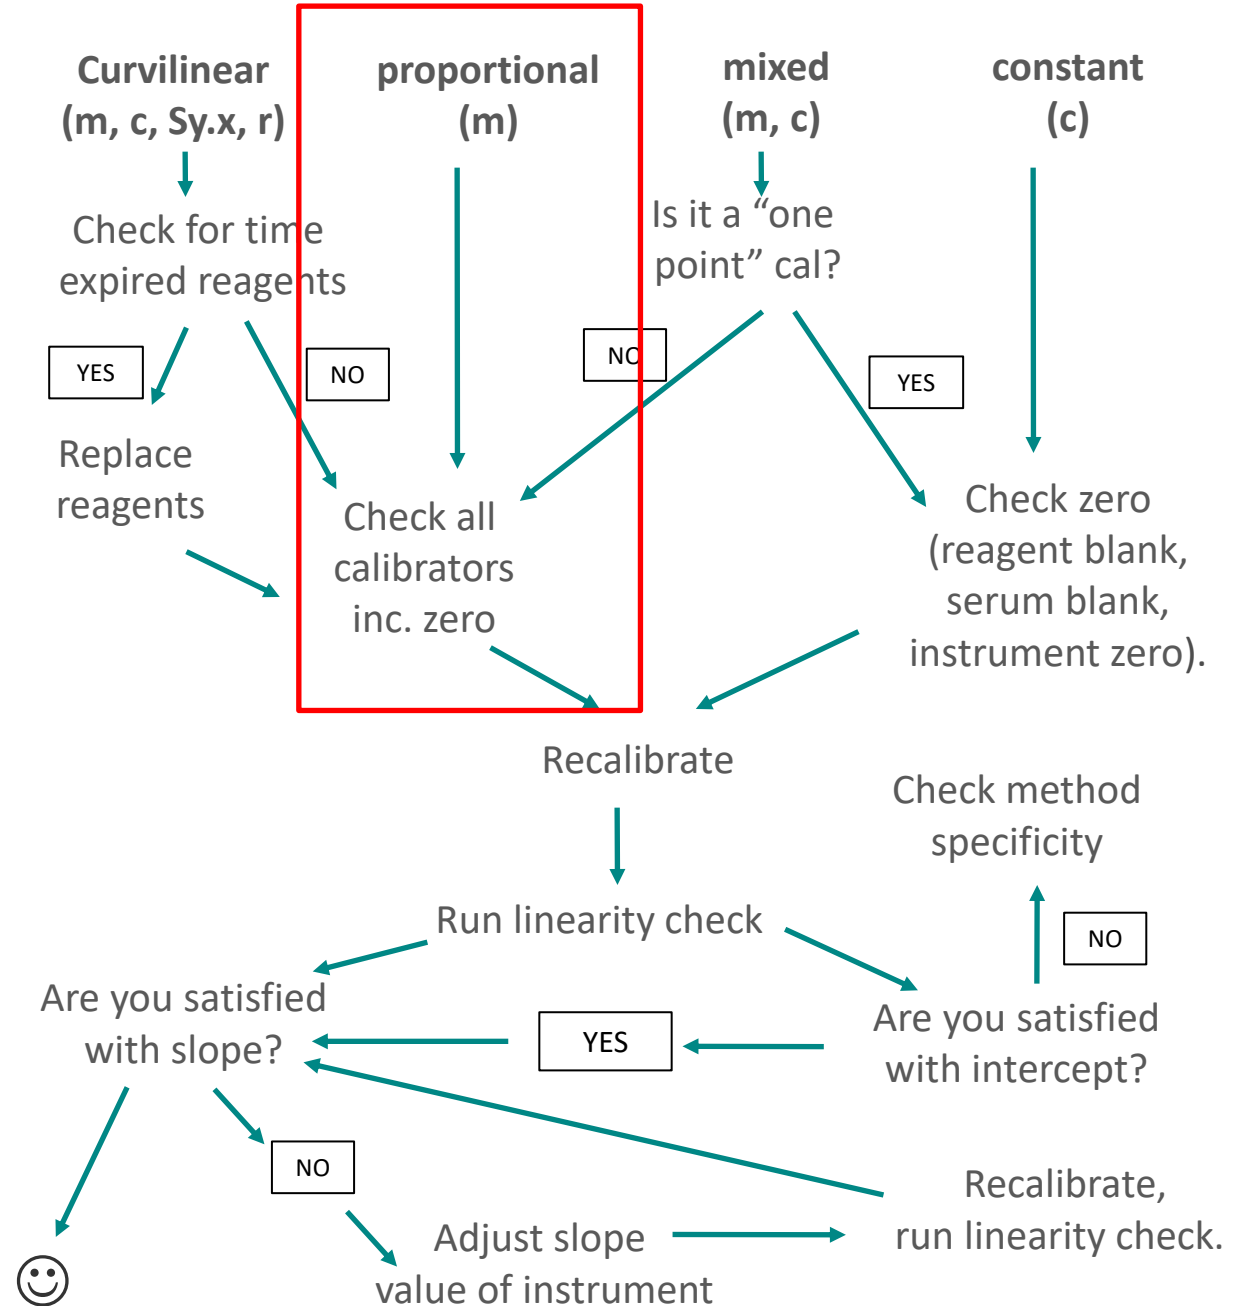 Curvilinear
(m, c, Sy.x, r)
proportional
(m)
mixed
(m, c)
constant
(c)
Check for time
expired reagents
Is it a “one
point” cal?
YES
NO
NO
YES
Replace
reagents
Check all
calibrators
inc. zero
Check zero
(reagent blank,
serum blank,
instrument zero).
Recalibrate
Check method
specificity
Run linearity check
NO
Are you satisfied
with slope?
YES
Are you satisfied
with intercept?
NO
Adjust slope
value of instrument
Recalibrate,
run linearity check.